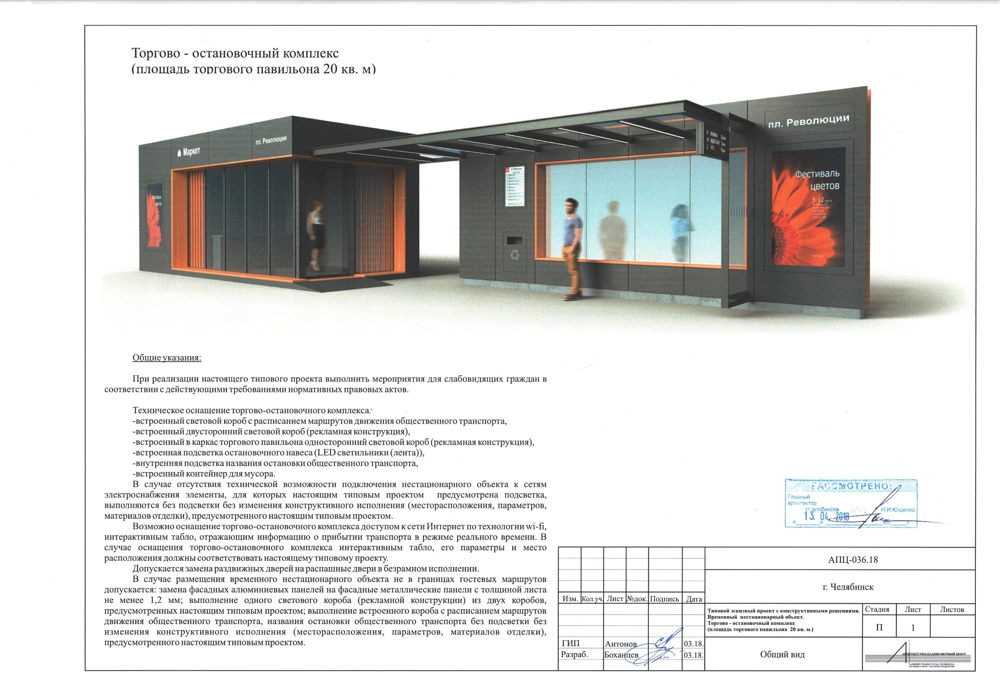 Торгово - остановочный комплекс
(площадь торгового павильона 20 кв. м)
Маркет
пл. Революции
Фестиваль
цветов
пл. Революции
Фестиваль
цветов
5-12 марта
Общие указания:
При реализации настоящего типового проекта выполнить мероприятия для слабовидящих граждан в
соответствии с действующими требованиями нормативных правовых актов.
Техническое оснащение торгово-остановочного комплекса:
-встроенный световой короб с расписанием маршрутов движения общественного транспорта,
-встроенный двусторонний световой короб (рекламная конструкция),
-встроенный в каркас торгового павильона односторонний световой короб (рекламная конструкция),
-встроенная подсветка остановочного навеса (LED светильники (лента)),
-внутренняя подсветка названия остановки общественного транспорта,
-встроенный контейнер для мусора.
В случае отсутствия технической возможности подключения нестационарного объекта к сетям
электроснабжения элементы, для которых настоящим типовым проектом предусмотрена подсветка,
выполняются без подсветки без изменения конструктивного исполнения (месторасположения, параметров,
материалов отделки), предусмотренного настоящим типовым проектом.
Возможно оснащение торгово-остановочного комплекса доступом к сети Интернет по технологии wi-fi,
интерактивным табло, отражающим информацию о прибытии транспорта в режиме реального времени. В
случае оснащения торгово-остановочного комплекса интерактивным табло, его параметры и место
расположения должны соответствовать настоящему типовому проекту.
Допускается замена раздвижных дверей на распашные двери в безрамном исполнении.
В случае размещения временного нестационарного объекта не в границах гостевых маршрутов
допускается: замена фасадных алюминиевых панелей на фасадные металлические панели с толщиной листа
не менее 1,2 мм; выполнение одного светового короба (рекламной конструкции) из двух коробов,
предусмотренных настоящим типовым проектом; выполнение встроенного короба с расписанием маршрутов
движения общественного транспорта, названия остановки общественного транспорта без подсветки без
изменения конструктивного исполнения (месторасположения, параметров, материалов отделки),
предусмотренного настоящим типовым проектом.
РАССМОТРЕНО:
Главный
архитектор
г.Челябинска Н.И.Ющенко
« 13. » 04. 2018 20 г.
АПЦ-036.18
г. Челябинск
Изм. Кол.уч. Лист №док. Подпись Дата
Типовой эскизный проект с конструктивными решениями.
Временный нестационарный объект.
Торгово - остановочный комплекс
(площадь торгового павильона 20 кв. м.)
Стадия Лист Листов
П 1
ГИП Антонов 03.18.
Разраб. Боханцев 03.18.
Общий вид
АРХИТЕКТУРНО-ПЛАНИРОВОЧНЫЙ ЦЕНТР
АДМИНИСТРАЦИЯ ГОРОДА ЧЕЛЯБИНСКА
МУНИЦИПАЛЬНОЕ УНИТАРНОЕ ПРЕДПРИЯТИЕ